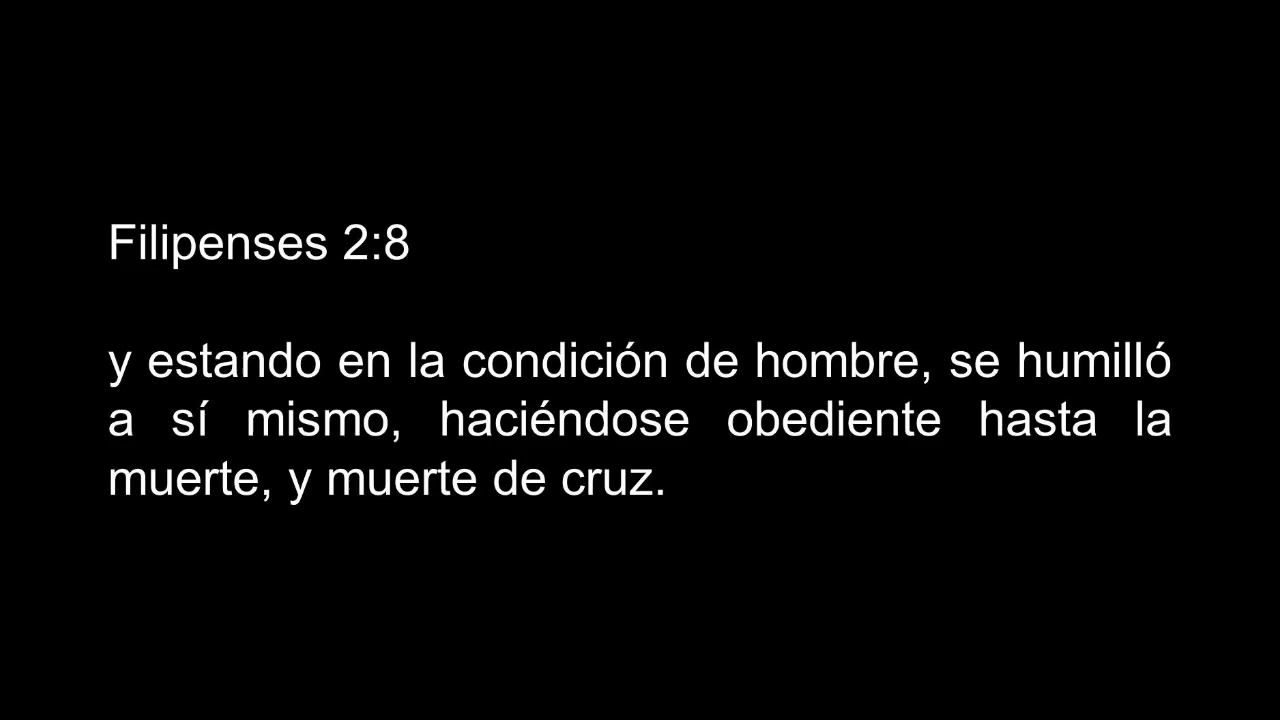 Filipenses 2:8
y estando en la condición de hombre, se humilló
a sí mismo, haciéndose obediente hasta la
muerte, y muerte de cruz.